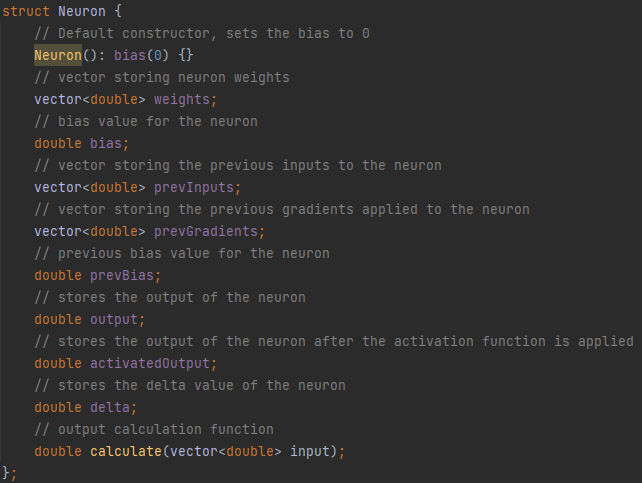 struct Neuron {
    // Default constructor, sets the bias to 0
    Neuron(): bias(0) {}
    // vector storing neuron weights
    vector<double> weights;
    // bias value for the neuron
    double bias;
    // vector storing the previous inputs to the neuron
    vector<double> prevInputs;
    // vector storing the previous gradients applied to the neuron
    vector<double> prevGradients;
    // previous bias value for the neuron
    double prevBias;
    // stores the output of the neuron
    double output;
    // stores the output of the neuron after the activation function is applied
    double activatedOutput;
    // stores the delta value of the neuron
    double delta;
    // output calculation function
    double calculate(vector<double> input);
};